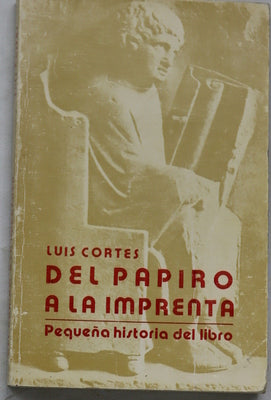 LUIS CORTES
DEL PAPIRO
A LA IMPRENTA
Pequeña historia del libro